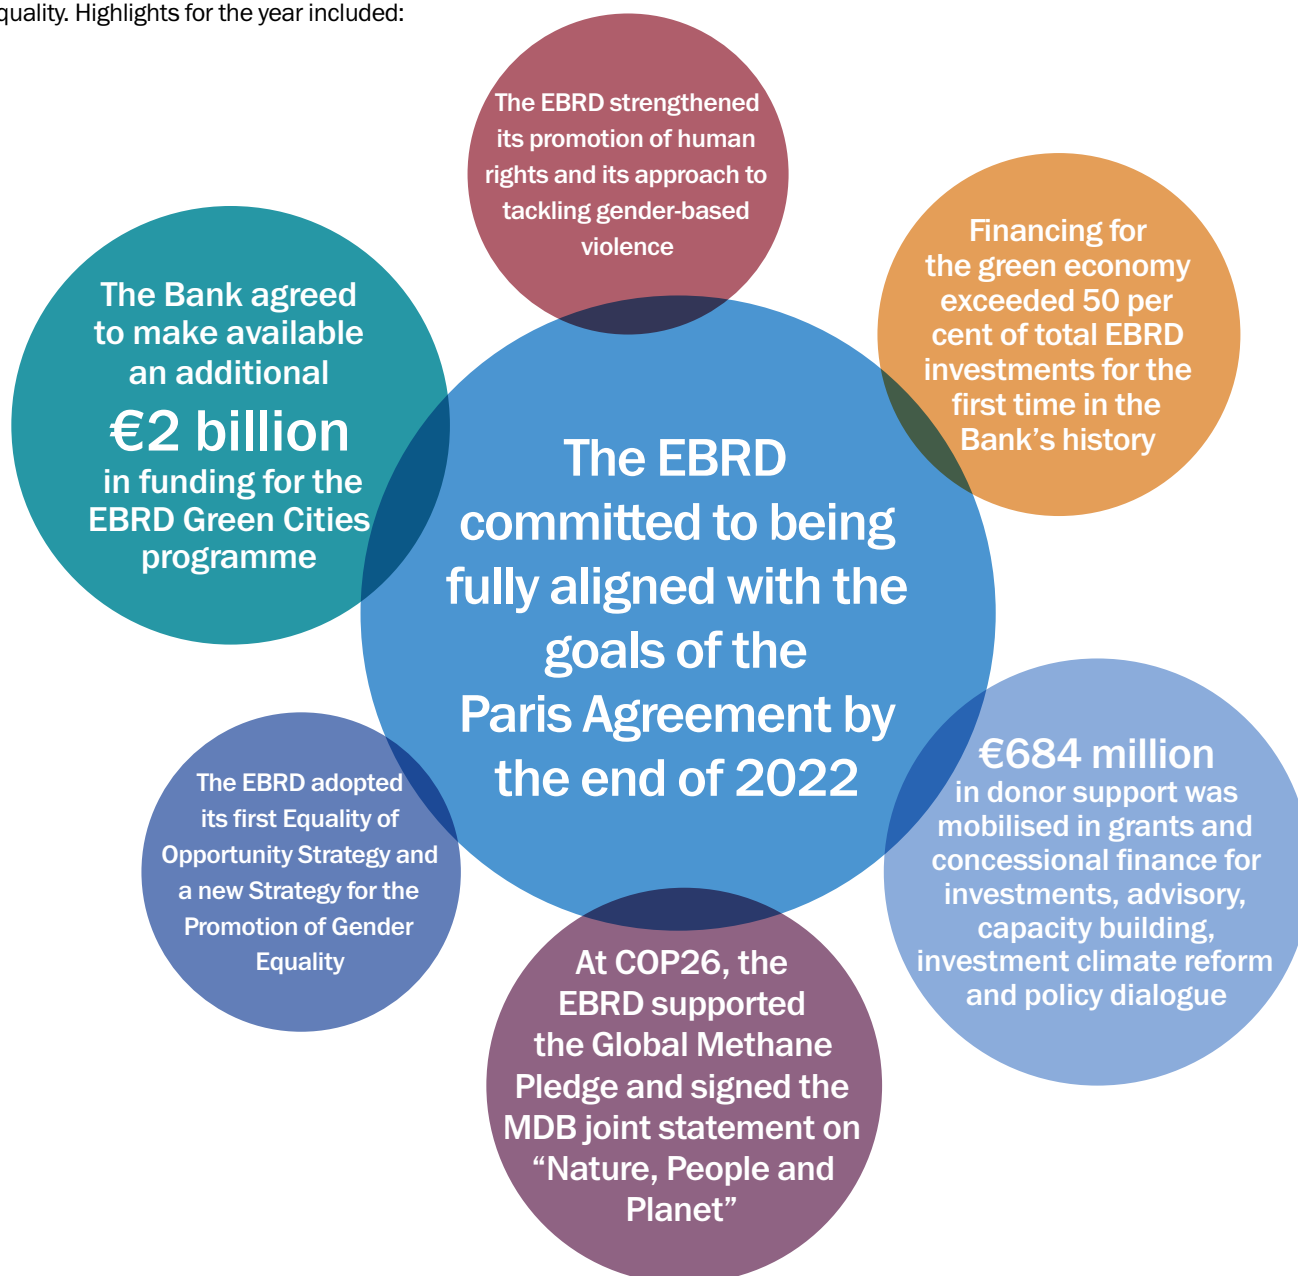 quality. Highlights for the year included:
The EBRD strengthened
its promotion of human
rights and its approach to
tackling gender-based
violence
Financing for
the green economy
exceeded 50 per
cent of total EBRD
investments for the
first time in the
Bank’s history
The Bank agreed
to make available
an additional
€2 billion
in funding for the
EBRD Green Cities
programme
The EBRD
committed to being
fully aligned with the
goals of the
Paris Agreement by
the end of 2022
€684 million
in donor support was
mobilised in grants and
concessional finance for
investments, advisory,
capacity building,
investment climate reform
and policy dialogue
The EBRD adopted
its first Equality of
Opportunity Strategy and
a new Strategy for the
Promotion of Gender
Equality
At COP26, the
EBRD supported
the Global Methane
Pledge and signed the
MDB joint statement on
“Nature, People and
Planet”